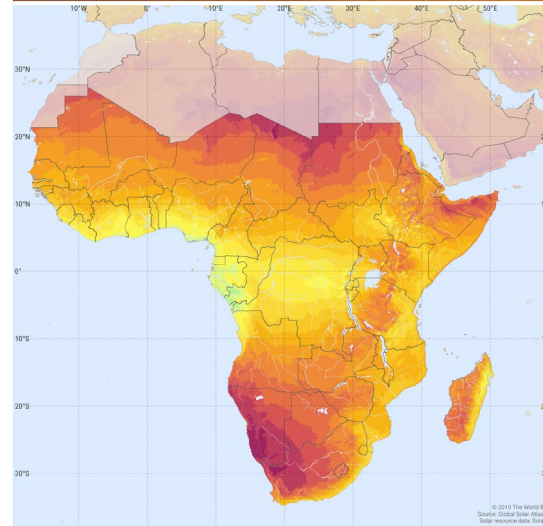 10°W 0° 10°E 20°E 30°E 40°E 50°E
30°N
20°N
10°N
0°
10°S
20°S
30°S
© 2019 The World B
Source: Global Solar Atlas
Solar resource data: Sola